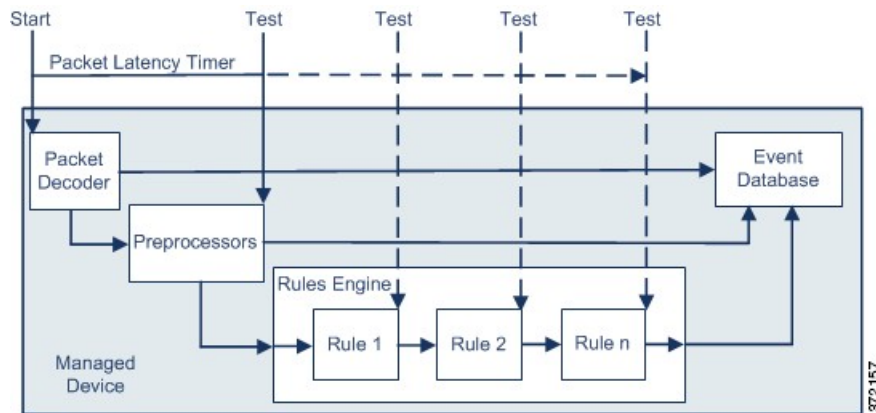 Start
Test
Test
Test
Test
Packet Latency Timer
Packet
Decoder
Event
Database
Preprocessors
Rules Engine
Rule 1
Rule 2
Rule n
Managed
Device
372157